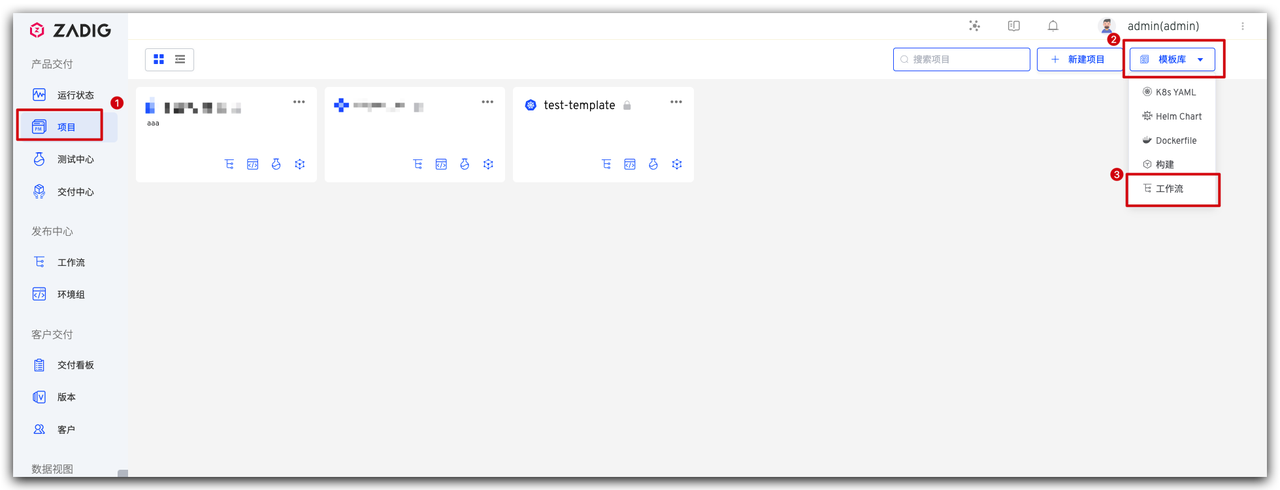 ZADIG
admin(admin)
产品交付
运行状态
项目
测试中心
交付中心
发布中心
工作流
环境组
客户交付
交付看板
版本
客户
数据视图
搜索项目
+ 新建项目
模板库
1
2
3
aaa
test-template
K8s YAML
Helm Chart
Dockerfile
构建
工作流